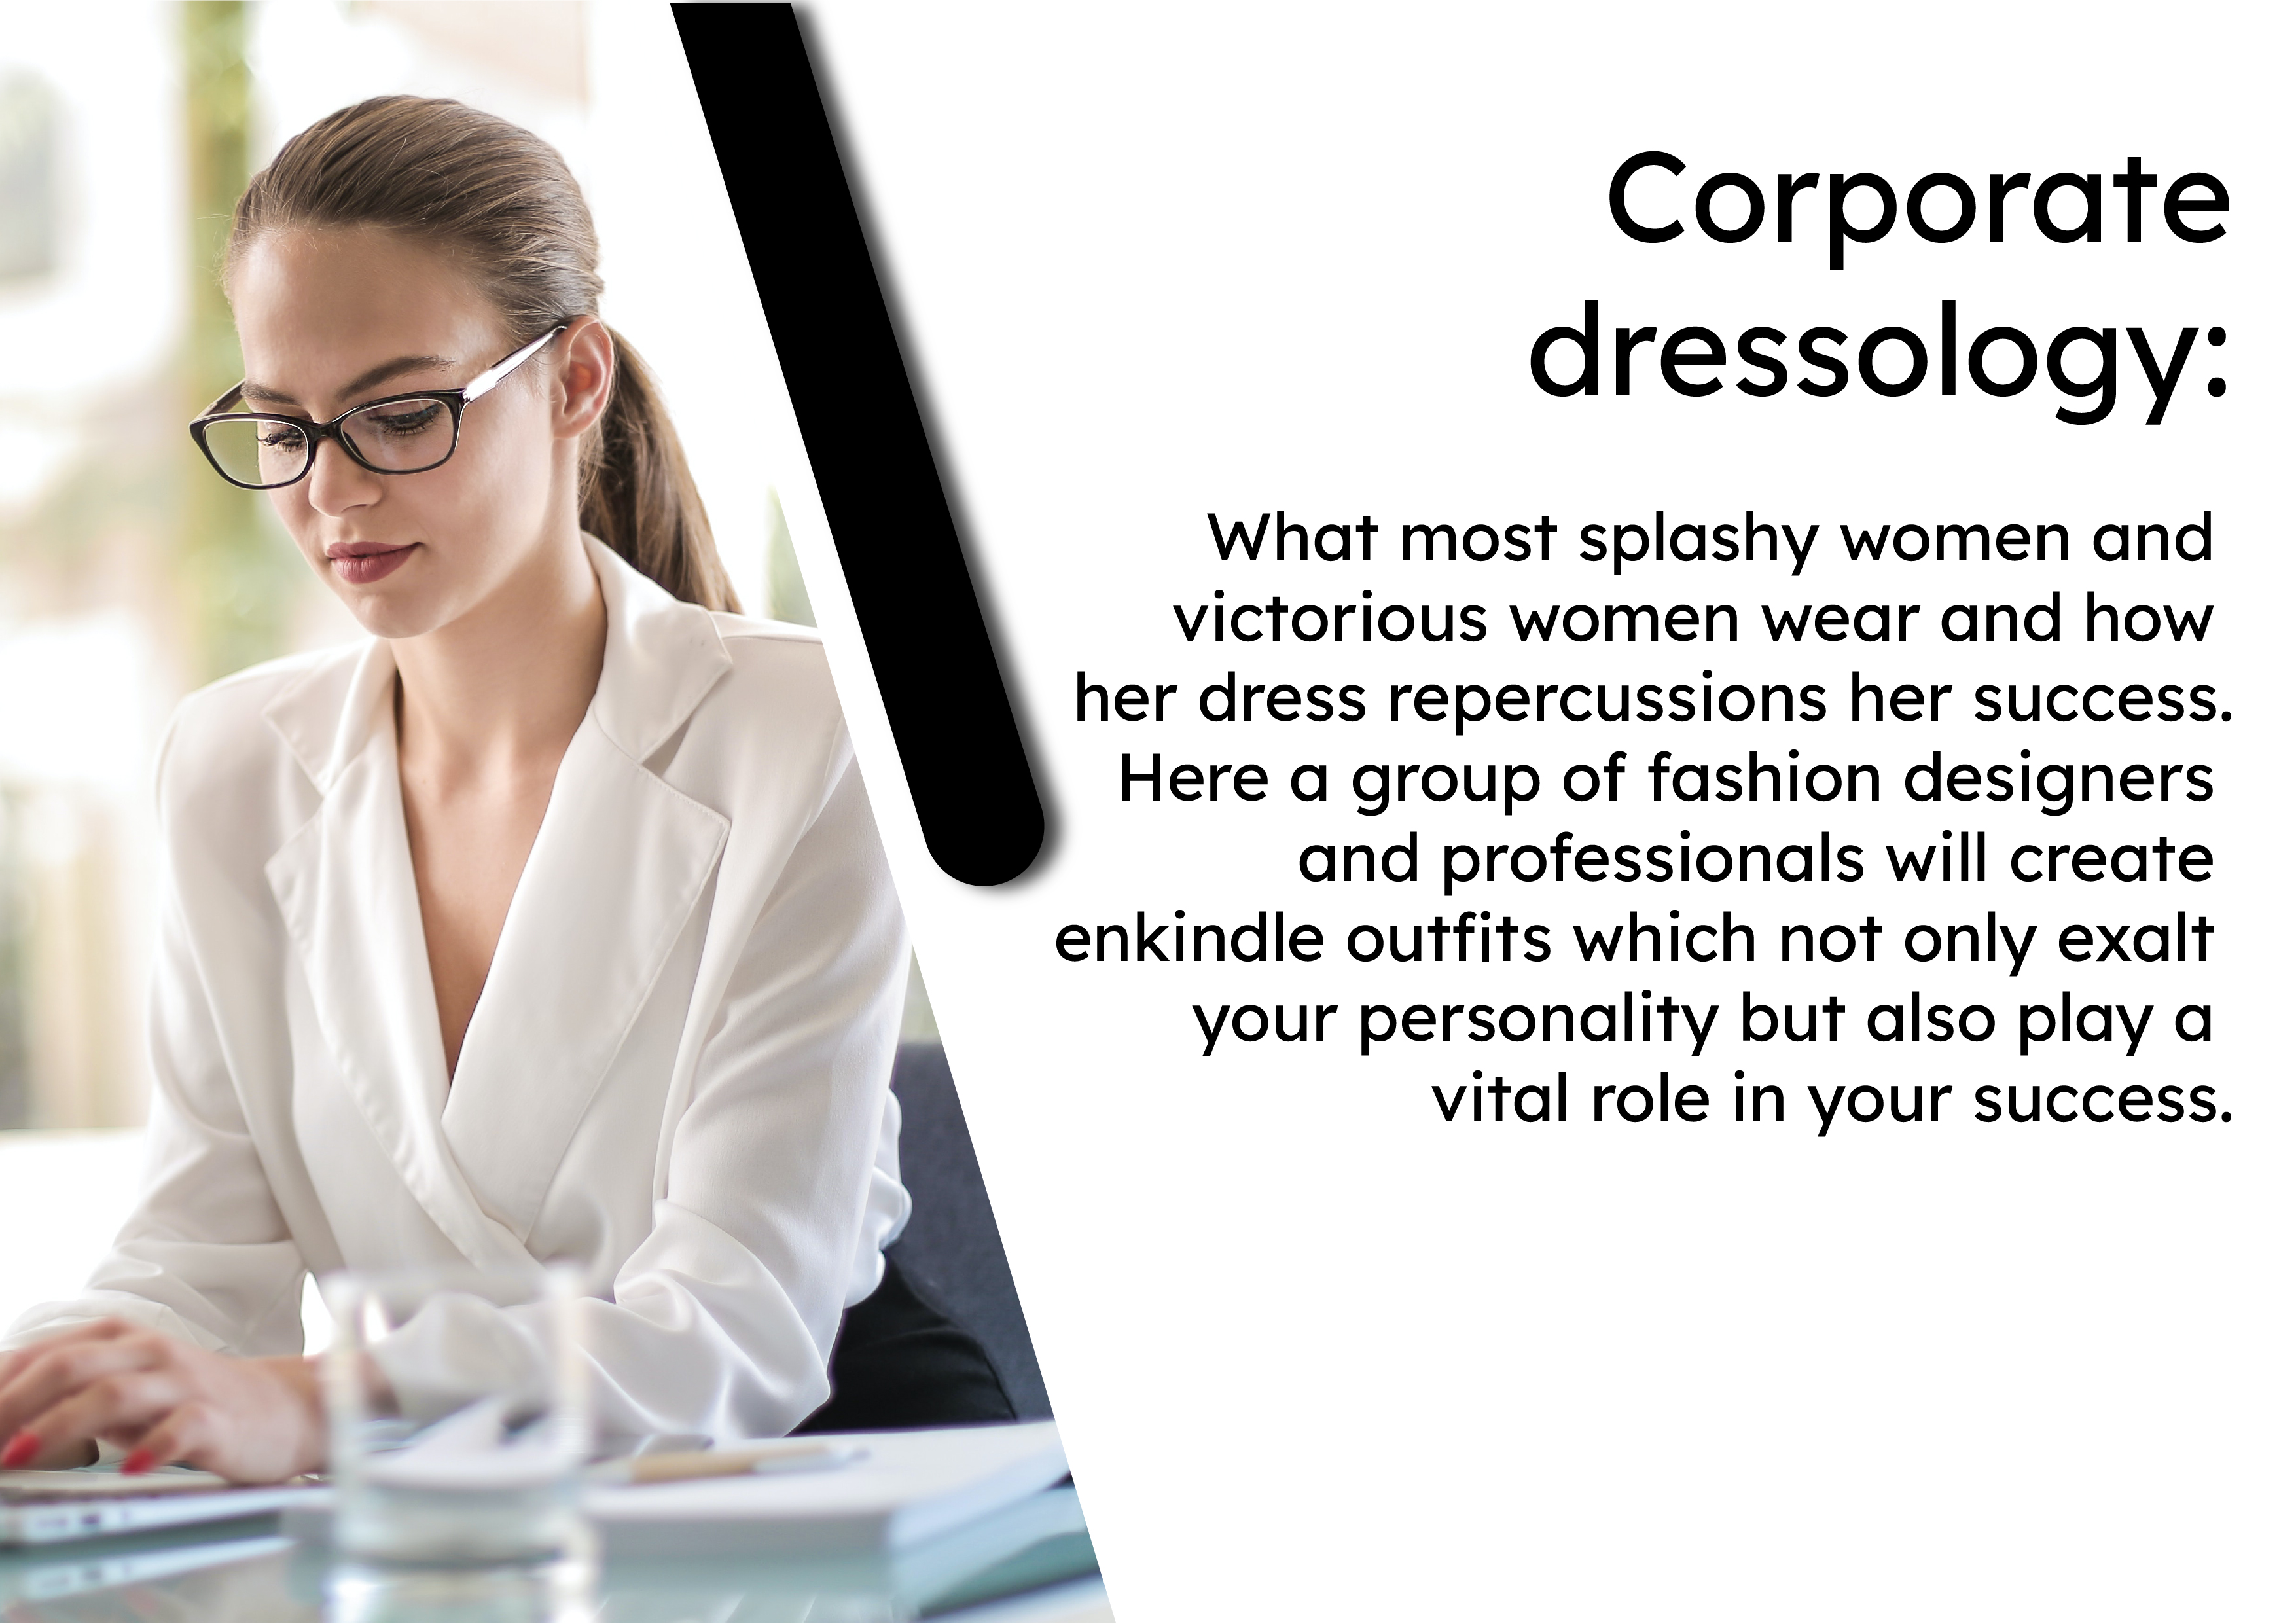 Corporate
dressology:
What most splashy women and
victorious women wear and how
her dress repercussions her success.
Here a group of fashion designers
and professionals will create
enkindle outfits which not only exalt
your personality but also play a
vital role in your success.